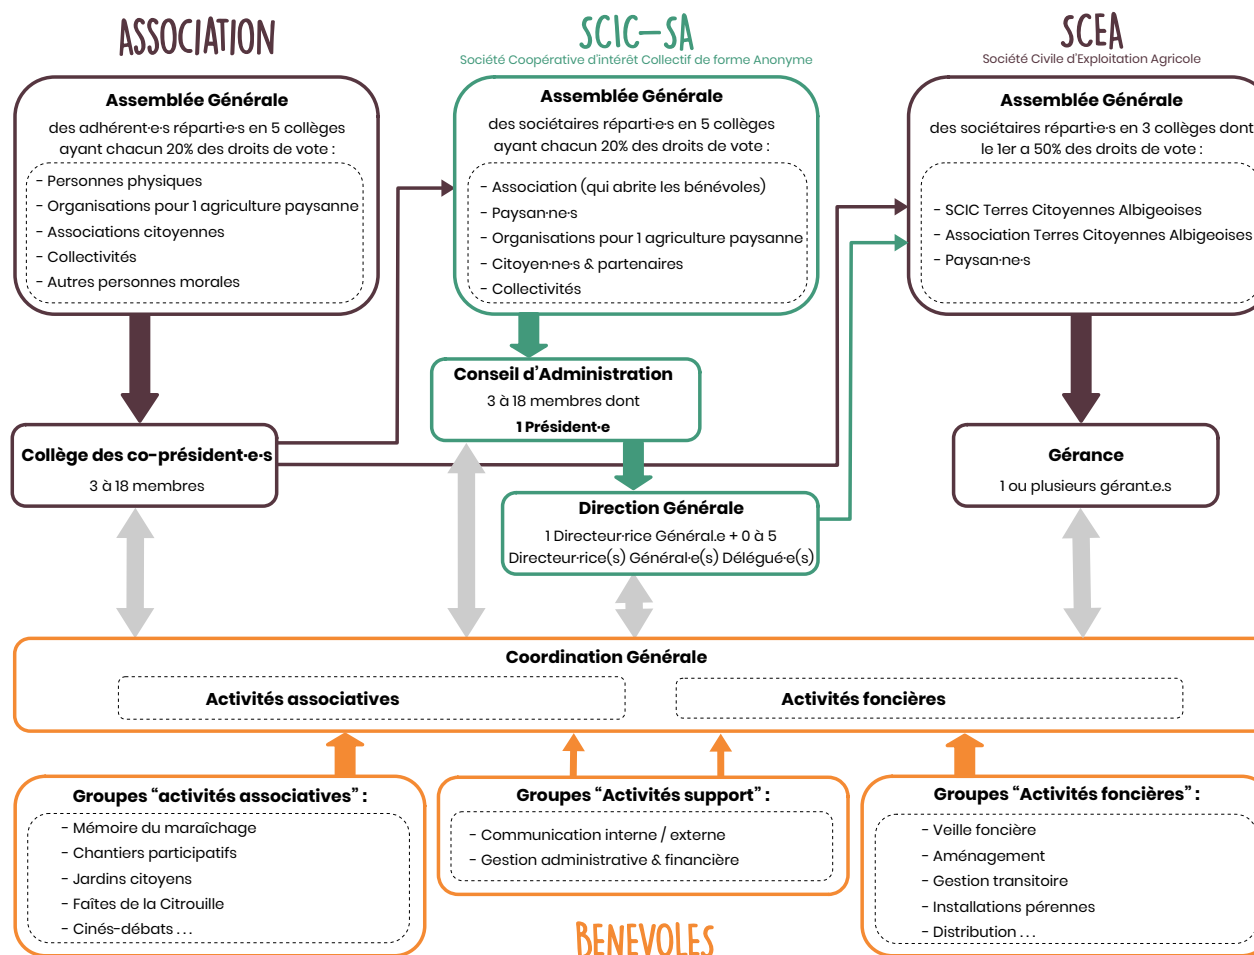 ASSOCIATION
Assemblée Générale
des adhérent·e·s réparti·e·s en 5 collèges
ayant chacun 20% des droits de vote :
- Personnes physiques
- Organisations pour 1 agriculture paysanne
- Associations citoyennes
- Collectivités
- Autres personnes morales
Collège des co-président·e·s
3 à 18 membres
SCIC-SA
Société Coopérative d'intérêt Collectif de forme Anonyme
Assemblée Générale
des sociétaires réparti·e·s en 5 collèges
ayant chacun 20% des droits de vote :
- Association (qui abrite les bénévoles)
- Paysan·ne·s
- Organisations pour 1 agriculture paysanne
- Citoyen·ne·s & partenaires
- Collectivités
Conseil d'Administration
3 à 18 membres dont
1 Président·e
Direction Générale
1 Directeur·rice Général.e + 0 à 5
Directeur·rice(s) Général·e(s) Délégué·e(s)
SCEA
Société Civile d'Exploitation Agricole
Assemblée Générale
des sociétaires réparti·e·s en 3 collèges dont
le 1er a 50% des droits de vote :
- SCIC Terres Citoyennes Albigeoises
- Association Terres Citoyennes Albigeoises
- Paysan·ne·s
Gérance
1 ou plusieurs gérant.e.s
Coordination Générale
Activités associatives
Activités foncières
Groupes "activités associatives" :
- Mémoire du maraîchage
- Chantiers participatifs
- Jardins citoyens
- Faîtes de la Citrouille
- Cinés-débats ...
Groupes "Activités support" :
- Communication interne / externe
- Gestion administrative & financière
Groupes "Activités foncières" :
- Veille foncière
- Aménagement
- Gestion transitoire
- Installations pérennes
- Distribution ...
BENEVOLES